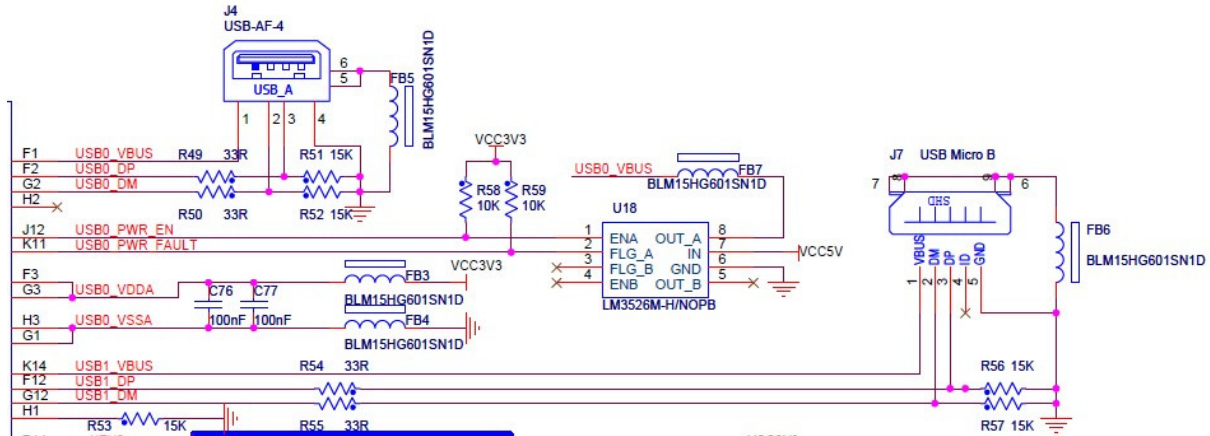 J4
USB-AF-4
6
5
USB_A
1
2
3
4
FB5
BLM15HG601SN1D
F1 USB0_VBUS R49 33R R51 15K
F2 USB0_DP
G2 USB0_DM
H2
R50 33R R52 15K
VCC3V3
R58
10K
R59
10K
USB0_VBUS
FB7
BLM15HG601SN1D
J7 USB Micro B
7
8
9
6
SHD
VBUS
DM
DP
ID
GND
1
2
3
4
5
FB6
BLM15HG601SN1D
U18
J12 USB0_PWR_EN
K11 USB0_PWR_FAULT
1 ENA OUT_A 8
2 FLG_A IN 7
3 FLG_B GND 6
4 ENB OUT_B 5
VCC5V
LM3526M-H/NOPB
F3
G3 USB0_VDDA
C76
100nF
C77
100nF
FB3
VCC3V3
BLM15HG601SN1D
H3 USB0_VSSA
G1
FB4
BLM15HG601SN1D
K14 USB1_VBUS R54 33R R56 15K
F12 USB1_DP
G12 USB1_DM
H1
R53 15K R55 33R R57 15K